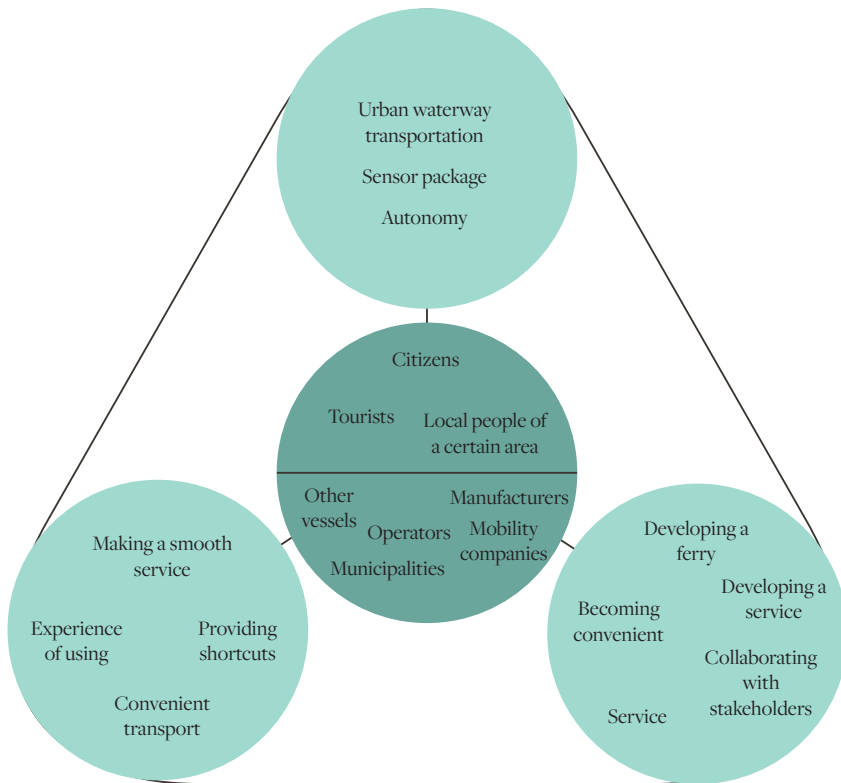 Urban waterway
transportation
Sensor package
Autonomy
Citizens
Tourists
Local people of
a certain area
Other
vessels
Operators
Municipalities
Manufacturers
Mobility
companies
Making a smooth
service
Experience
of using
Providing
shortcuts
Convenient
transport
Developing a
ferry
Developing a
service
Becoming
convenient
Collaborating
with
stakeholders
Service